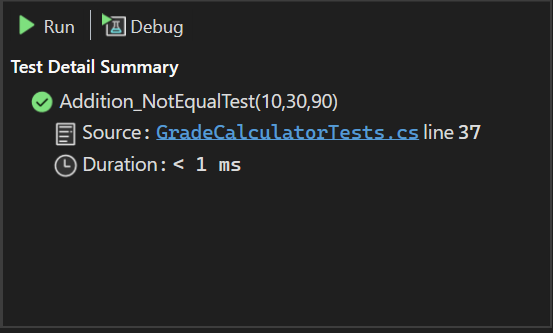 Run Debug
Test Detail Summary
Addition_NotEqualTest(10,30,90)
Source: GradeCalculatorTests.cs line 37
Duration: < 1 ms